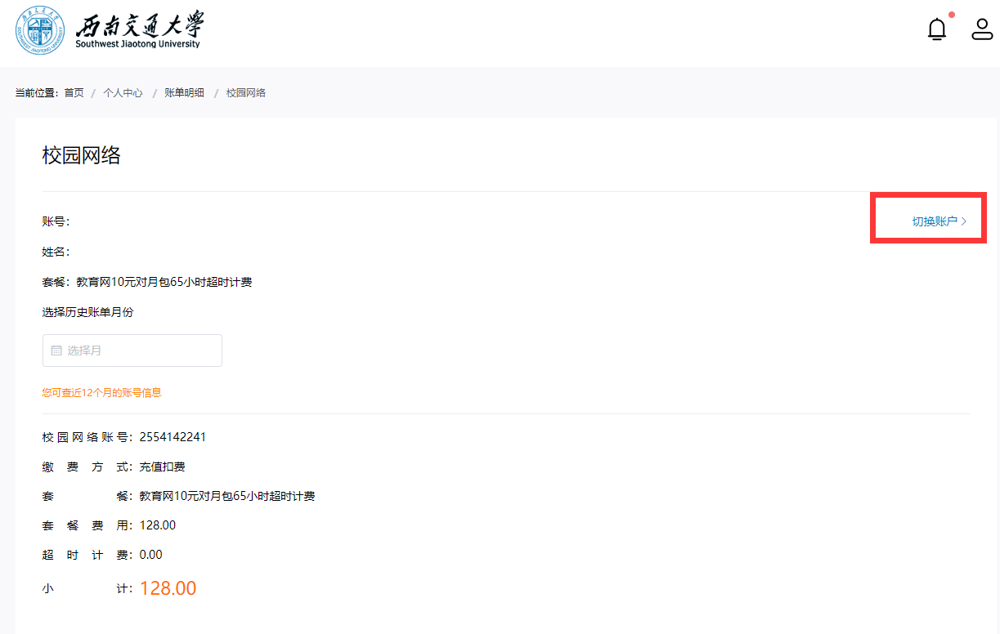 西南交通大学
Southwest Jiaotong University
当前位置：首页 / 个人中心 / 账单明细 / 校园网络
校园网络
账号：
切换账户 >
姓名：
套餐：教育网10元对月包65小时超时计费
选择历史账单月份
选择月
您可查近12个月的账号信息
校园网络账号：2554142241
缴费方式：充值扣费
套餐：教育网10元对月包65小时超时计费
套餐费用：128.00
超时计费：0.00
小计：128.00